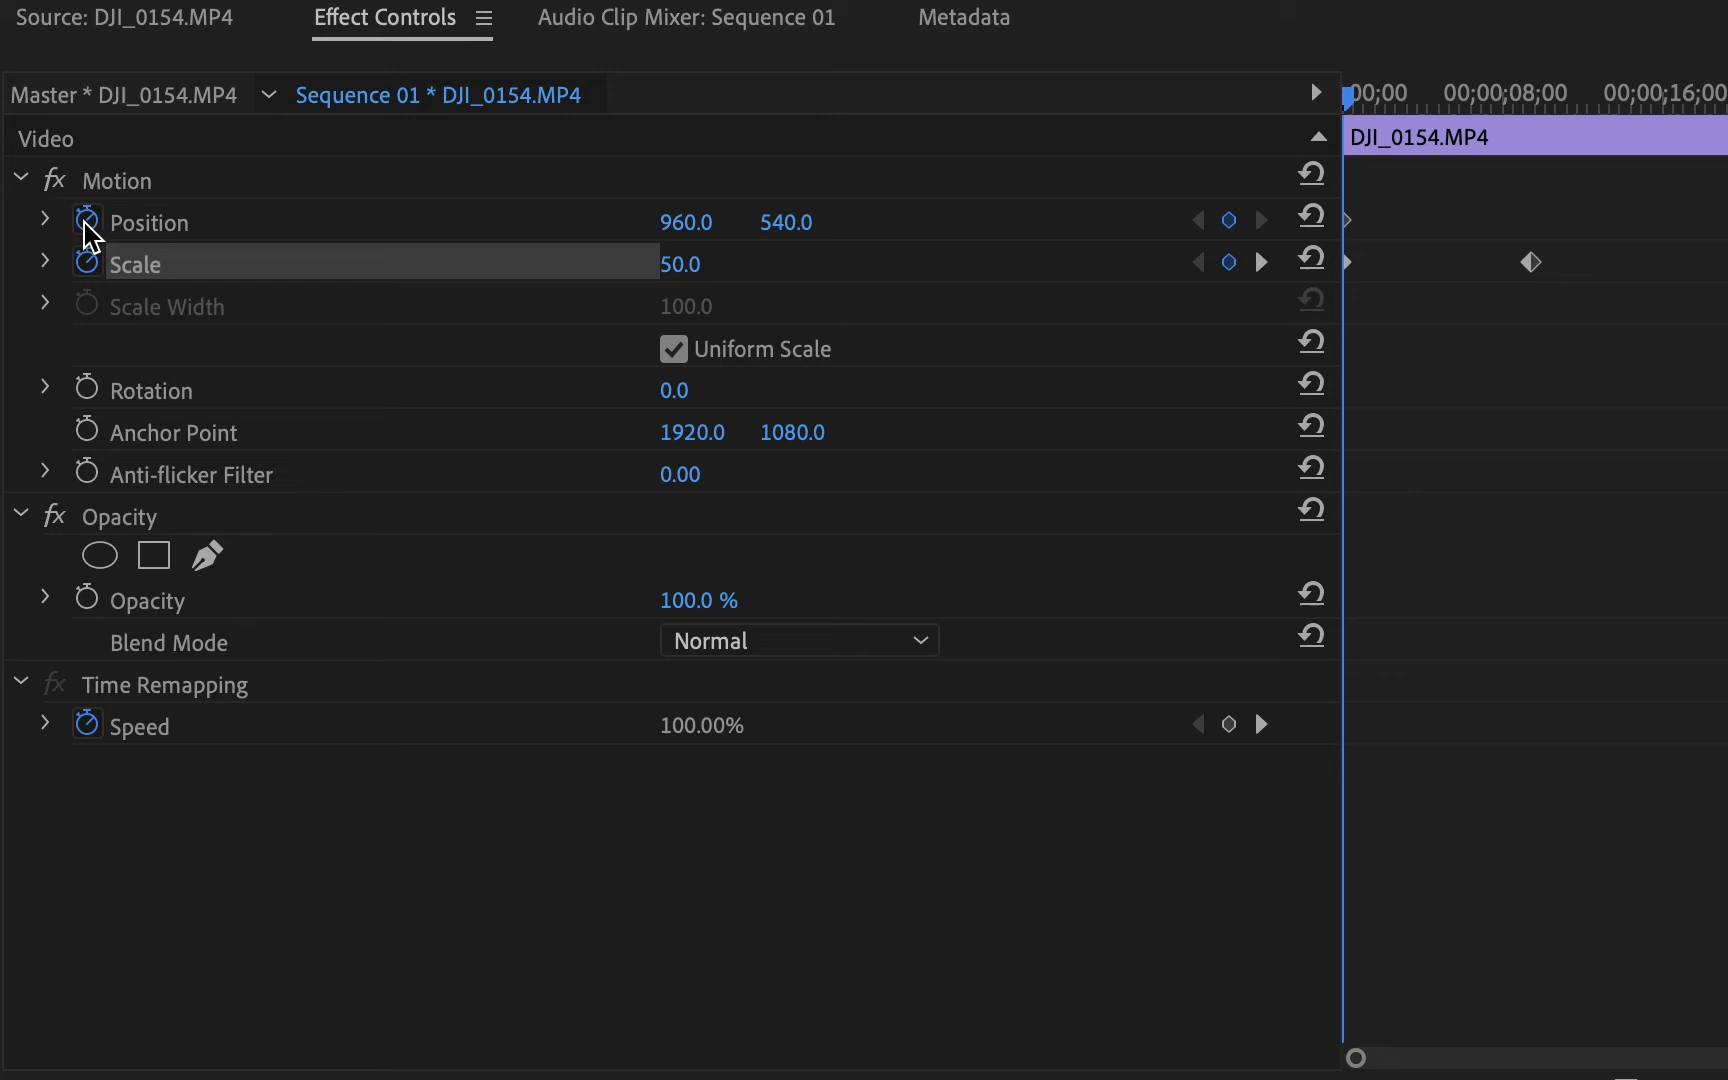 Source: DJI_0154.MP4 Effect Controls Audio Clip Mixer: Sequence 01 Metadata
Master * DJI_0154.MP4 Sequence 01 * DJI_0154.MP4 00;00 00;00;08;00 00;00;16;00
Video DJI_0154.MP4
fx Motion
Position 960.0 540.0
Scale 50.0
Scale Width 100.0
Uniform Scale
Rotation 0.0
Anchor Point 1920.0 1080.0
Anti-flicker Filter 0.00
fx Opacity
Opacity 100.0 %
Blend Mode Normal
fx Time Remapping
Speed 100.00%